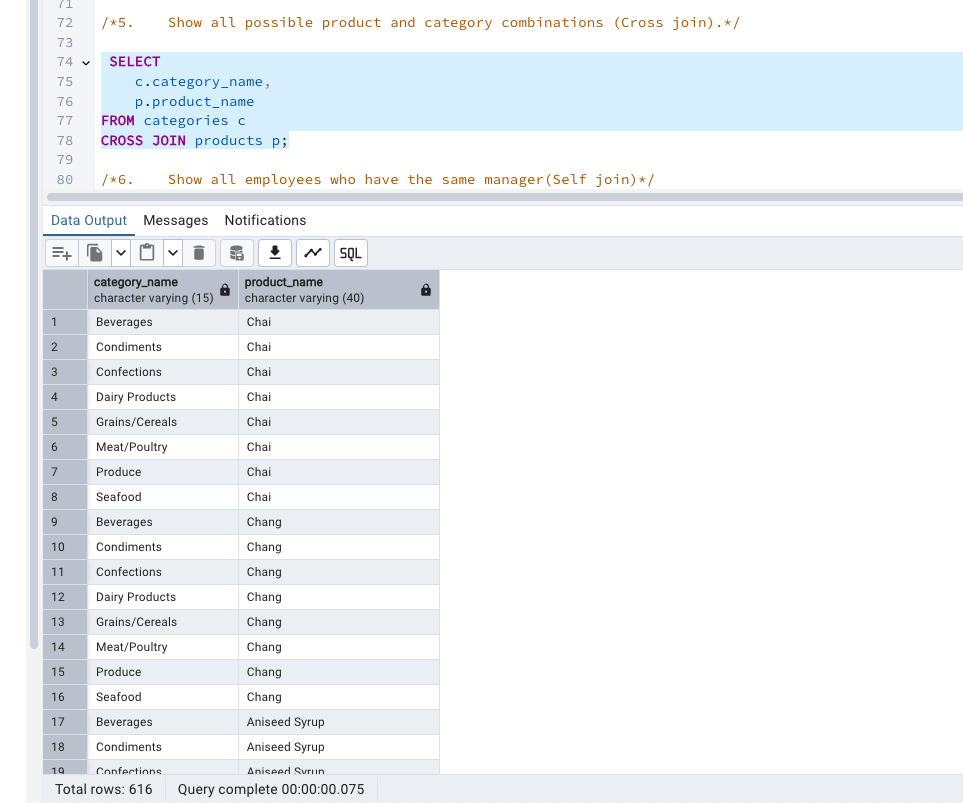 71
72 /*5.    Show all possible product and category combinations (Cross join).*/
73
74 SELECT
75     c.category_name,
76     p.product_name
77 FROM categories c
78 CROSS JOIN products p;
79
80 /*6.    Show all employees who have the same manager(Self join)*/
Data Output Messages Notifications
SQL
category_name product_name
character varying (15) character varying (40)
1 Beverages Chai
2 Condiments Chai
3 Confections Chai
4 Dairy Products Chai
5 Grains/Cereals Chai
6 Meat/Poultry Chai
7 Produce Chai
8 Seafood Chai
9 Beverages Chang
10 Condiments Chang
11 Confections Chang
12 Dairy Products Chang
13 Grains/Cereals Chang
14 Meat/Poultry Chang
15 Produce Chang
16 Seafood Chang
17 Beverages Aniseed Syrup
18 Condiments Aniseed Syrup
19 Confections Aniseed Syrup
Total rows: 616 Query complete 00:00:00.075